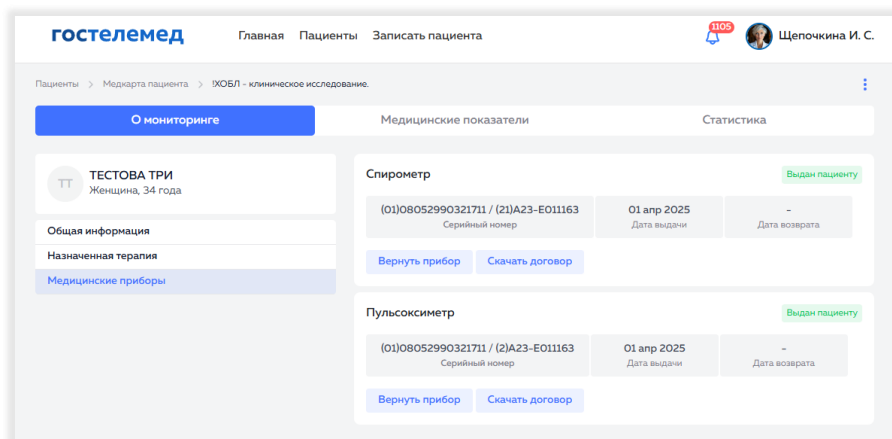 гостелемед
Главная Пациенты Записать пациента
1105
Щепочкина И. С.
Пациенты > Медкарта пациента > !ХОБЛ - клиническое исследование.
О мониторинге
Медицинские показатели
Статистика
ТТ
ТЕСТОВА ТРИ
Женщина, 34 года
Общая информация
Назначенная терапия
Медицинские приборы
Спирометр
Выдан пациенту
(01)08052990321711 / (21)A23-E011163
Серийный номер
01 апр 2025
Дата выдачи
–
Дата возврата
Вернуть прибор
Скачать договор
Пульсоксиметр
Выдан пациенту
(01)08052990321711 / (2)A23-E011163
Серийный номер
01 апр 2025
Дата выдачи
–
Дата возврата
Вернуть прибор
Скачать договор